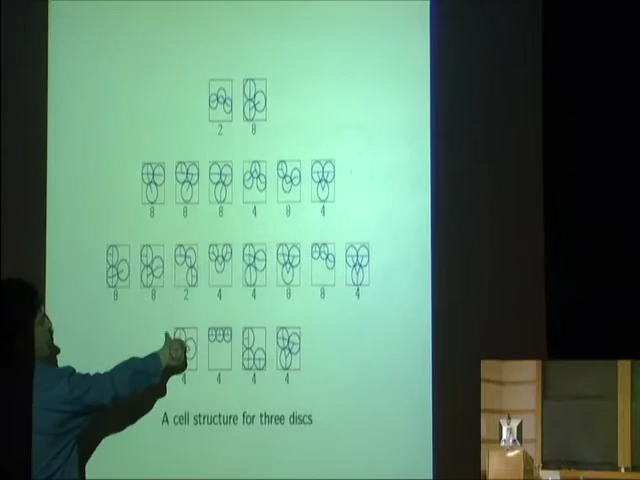 2 8
8 8 8 4 8 4
8 8 2 4 4 8 8 4
4 4 4 4
A cell structure for three discs